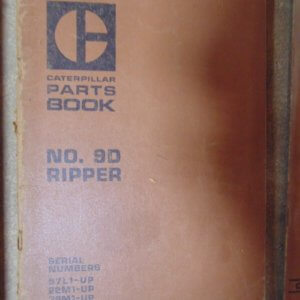 CATERPILLAR
PARTS
BOOK
NO. 9D
RIPPER
SERIAL
NUMBERS
57L1-UP